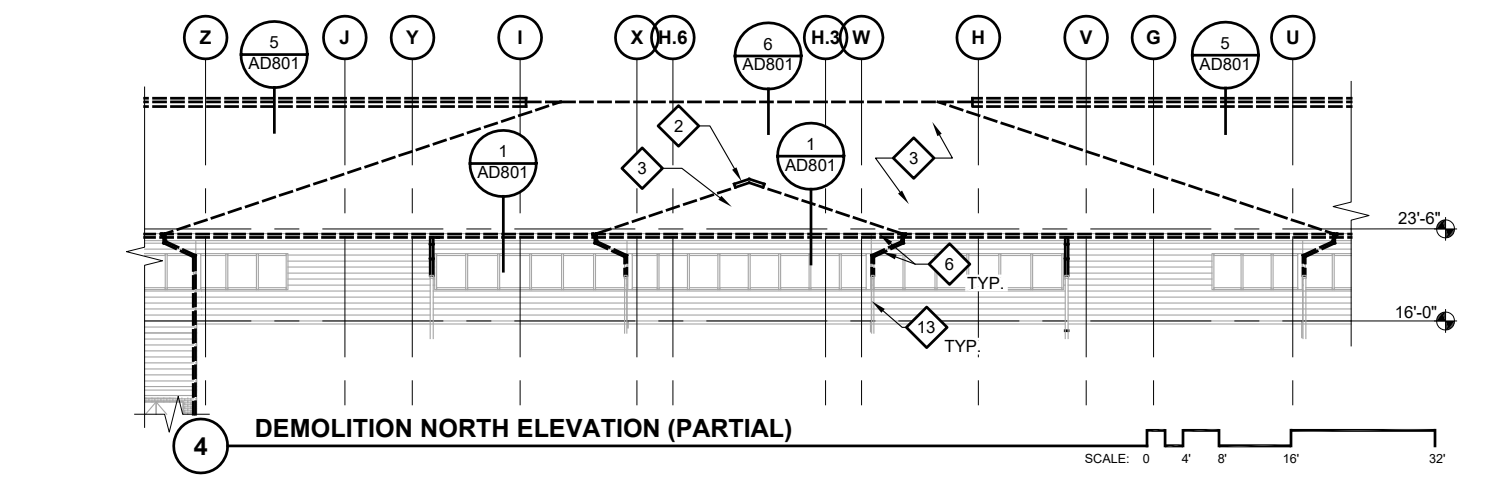 Z
5
AD801
J
Y
I
X
H.6
6
AD801
H.3
W
H
V
G
5
AD801
U
2
1
AD801
3
1
AD801
3
23'-6"
6
TYP.
16'-0"
13
TYP.
4
DEMOLITION NORTH ELEVATION (PARTIAL)
SCALE: 0 4' 8' 16' 32'